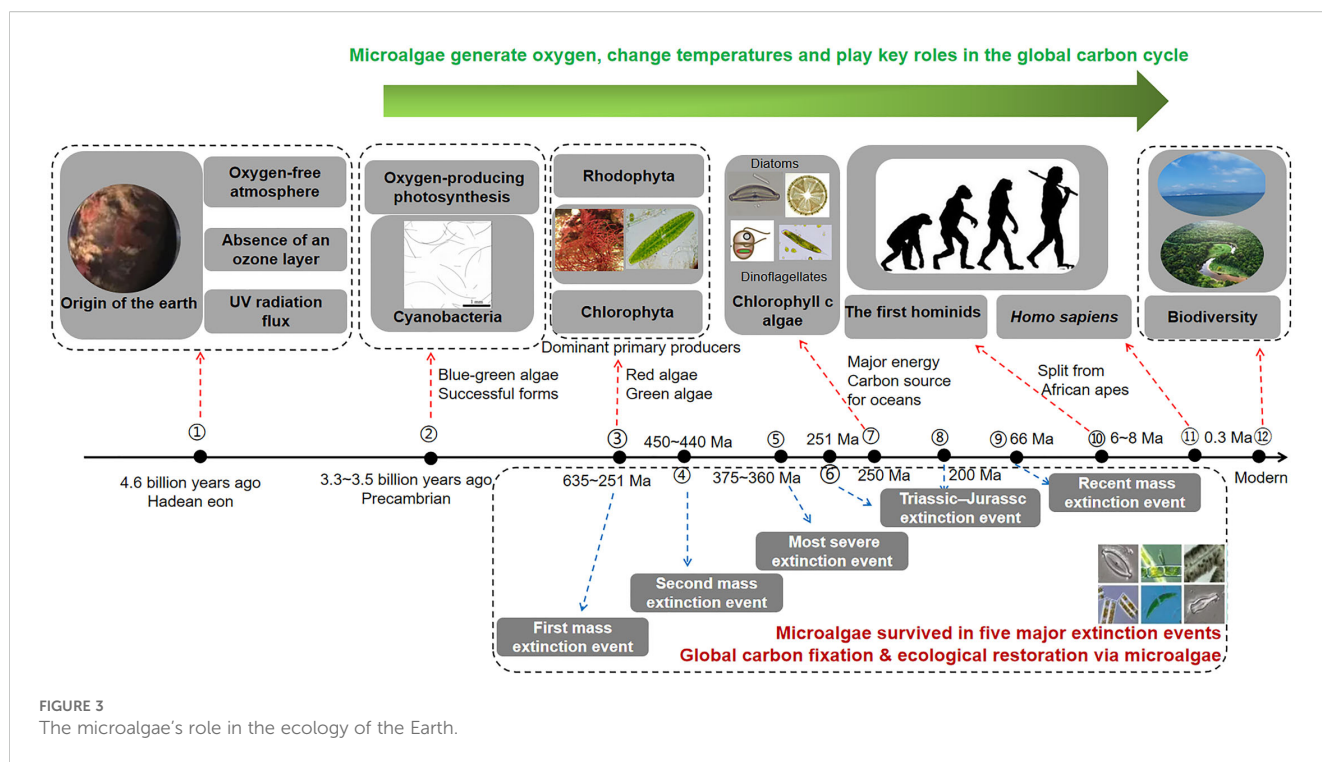 Microalgae generate oxygen, change temperatures and play key roles in the global carbon cycle
Origin of the earth
Oxygen-free
atmosphere
Absence of an
ozone layer
UV radiation
flux
Oxygen-producing
photosynthesis
1 mm
Cyanobacteria
Rhodophyta
Chlorophyta
Diatoms
Dinoflagellates
Chlorophyll c
algae
The first hominids
Homo sapiens
Biodiversity
Blue-green algae
Successful forms
Dominant primary producers
Red algae
Green algae
Major energy
Carbon source
for oceans
Split from
African apes
①
②
③
450~440 Ma
⑤
251 Ma
⑦
⑧
⑨
66 Ma
⑩
6~8 Ma
⑪
0.3 Ma
⑫
4.6 billion years ago
Hadean eon
3.3~3.5 billion years ago
Precambrian
635~251 Ma
④
375~360 Ma
⑥
250 Ma
200 Ma
Modern
First mass
extinction event
Second mass
extinction event
Most severe
extinction event
Triassic–Jurassc
extinction event
Recent mass
extinction event
Microalgae survived in five major extinction events
Global carbon fixation & ecological restoration via microalgae
FIGURE 3
The microalgae's role in the ecology of the Earth.